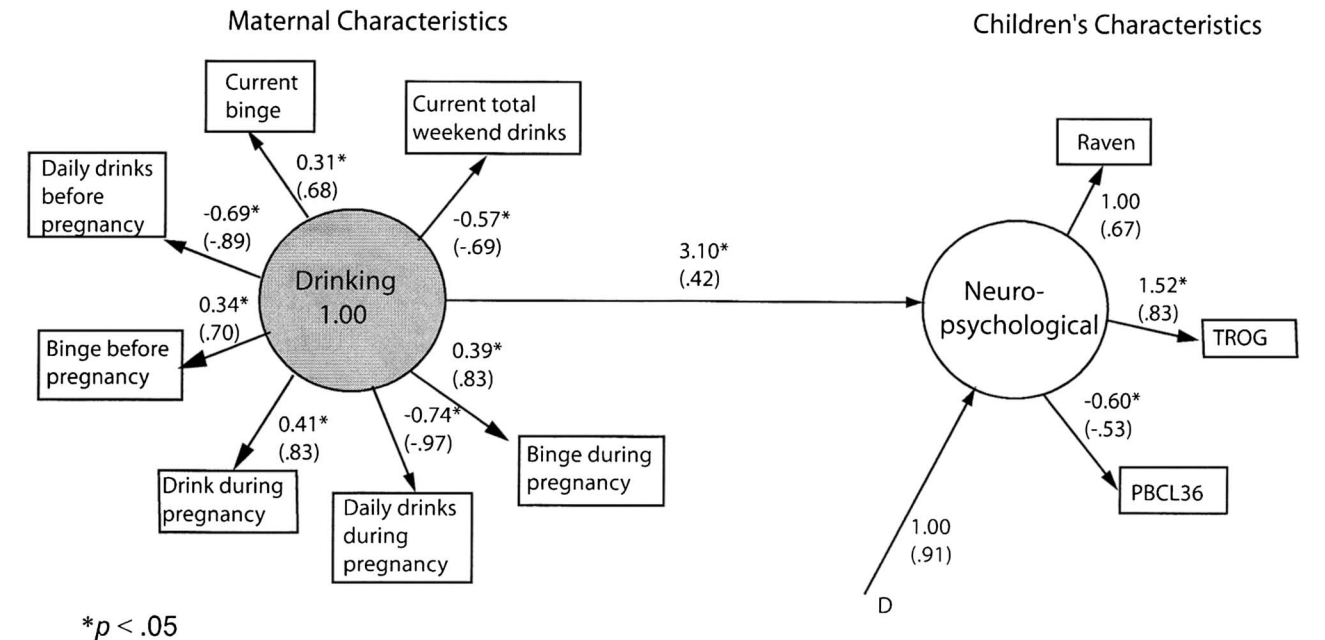 Maternal Characteristics
Children's Characteristics
Current
binge
Current total
weekend drinks
Daily drinks
before
pregnancy
0.31*
(.68)
-0.69*
(-.89)
-0.57*
(-.69)
Drinking
1.00
0.34*
(.70)
Binge before
pregnancy
0.41*
(.83)
Drink during
pregnancy
-0.74*
(-.97)
Daily drinks
during
pregnancy
0.39*
(.83)
Binge during
pregnancy
3.10*
(.42)
Neuro-
psychological
Raven
1.00
(.67)
1.52*
(.83)
TROG
-0.60*
(-.53)
PBCL36
1.00
(.91)
D
*p < .05